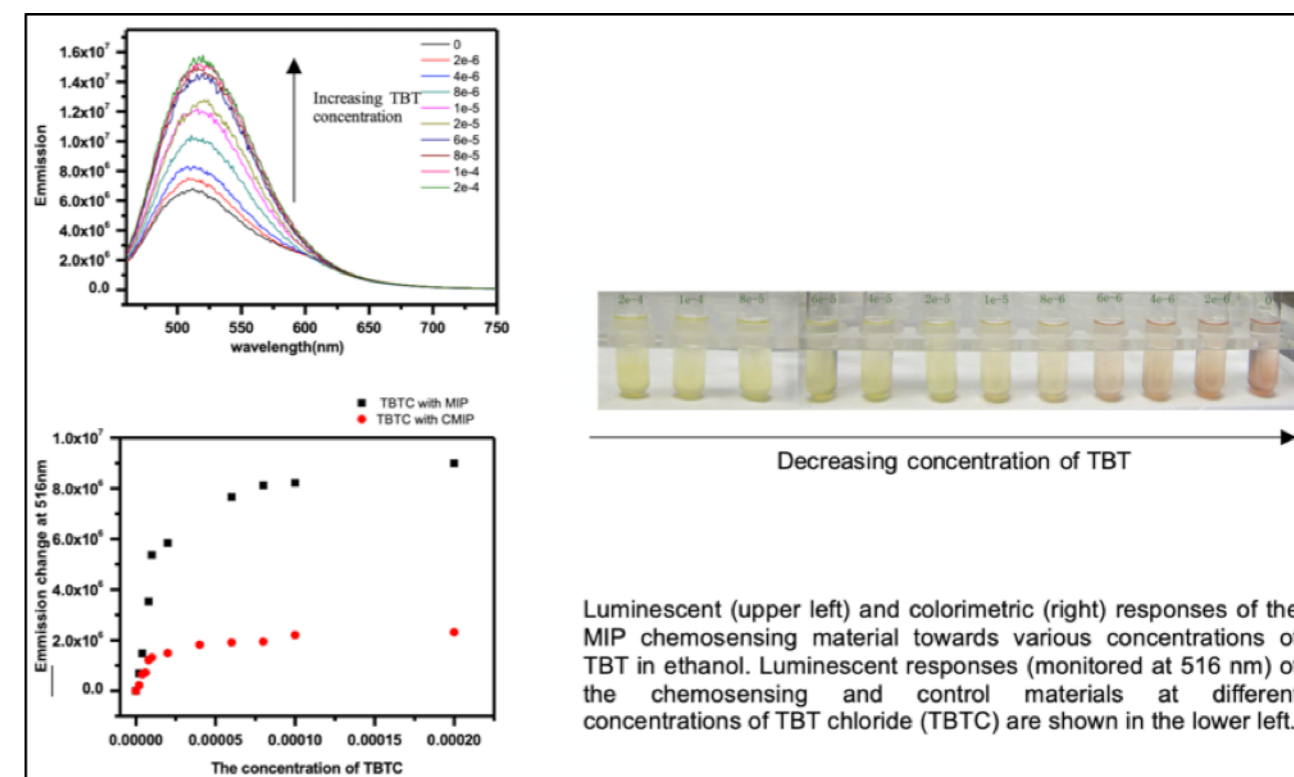 1.6x10⁷
1.4x10⁷
1.2x10⁷
1.0x10⁷
8.0x10⁶
6.0x10⁶
4.0x10⁶
2.0x10⁶
0.0
Emmission
500 550 600 650 700 750
wavelength(nm)
Increasing TBT
concentration
0
2e-6
4e-6
8e-6
1e-5
2e-5
6e-5
8e-5
1e-4
2e-4
TBTC with MIP
TBTC with CMIP
1.0x10⁷
8.0x10⁶
6.0x10⁶
4.0x10⁶
2.0x10⁶
0.0
Emmission change at 516nm
0.00000 0.00005 0.00010 0.00015 0.00020
The concentration of TBTC
2e-4 1e-4 8e-5 6e-5 4e-5 2e-5 1e-5 8e-6 6e-6 4e-6 2e-6 0
Decreasing concentration of TBT
Luminescent (upper left) and colorimetric (right) responses of the
MIP chemosensing material towards various concentrations of
TBT in ethanol. Luminescent responses (monitored at 516 nm) of
the chemosensing and control materials at different
concentrations of TBT chloride (TBTC) are shown in the lower left.